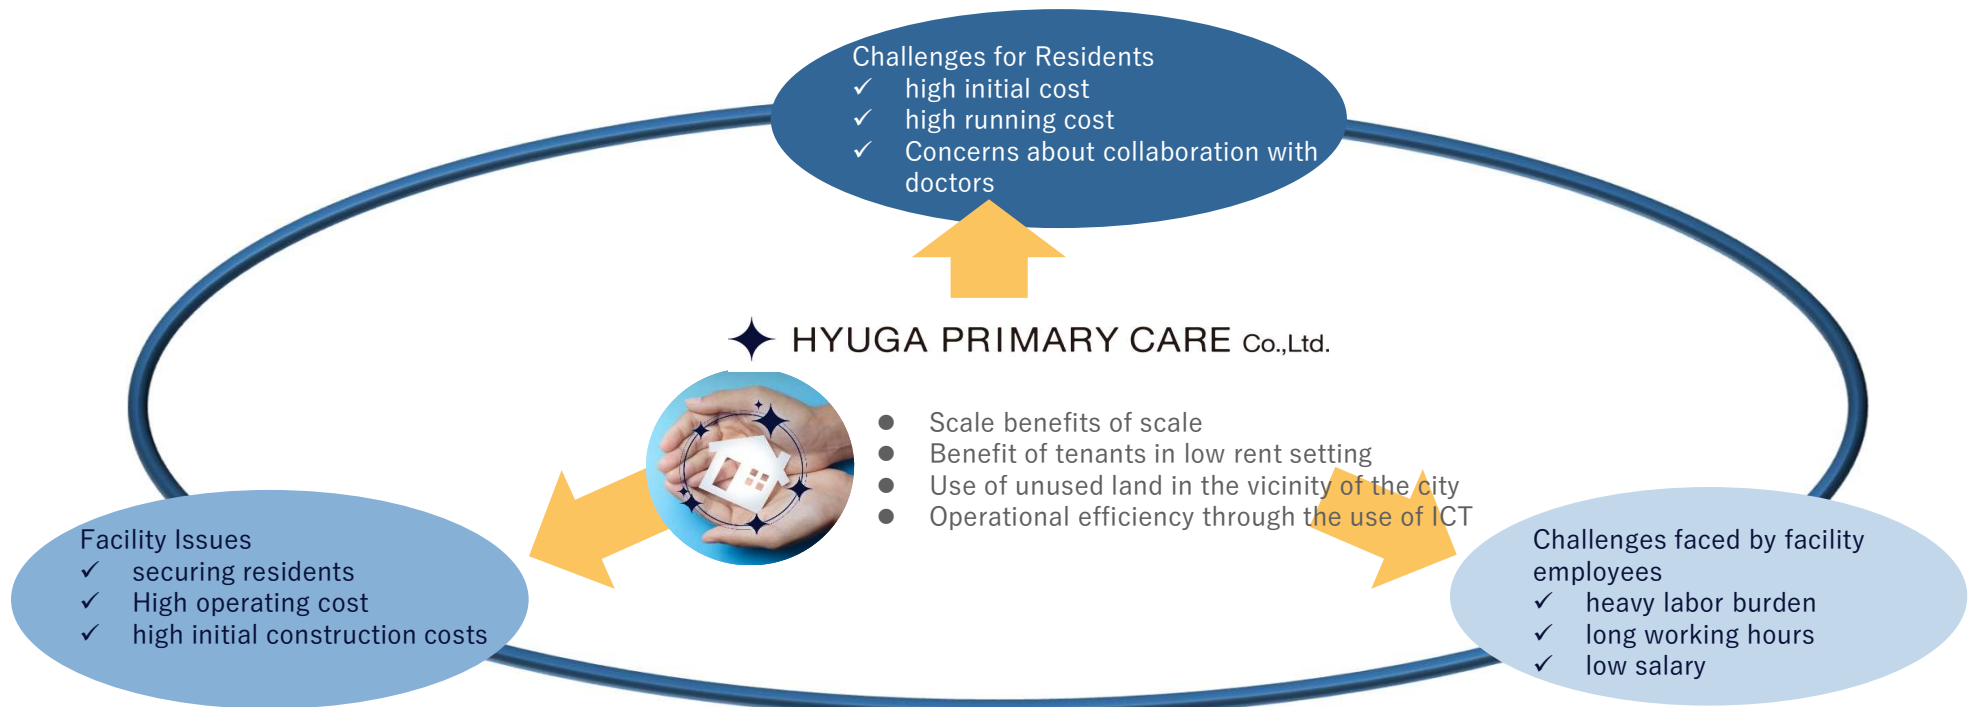 Challenges for Residents
✓ high initial cost
✓ high running cost
✓ Concerns about collaboration with
doctors
HYUGA PRIMARY CARE Co.,Ltd.
● Scale benefits of scale
● Benefit of tenants in low rent setting
● Use of unused land in the vicinity of the city
● Operational efficiency through the use of ICT
Facility Issues
✓ securing residents
✓ High operating cost
✓ high initial construction costs
Challenges faced by facility
employees
✓ heavy labor burden
✓ long working hours
✓ low salary